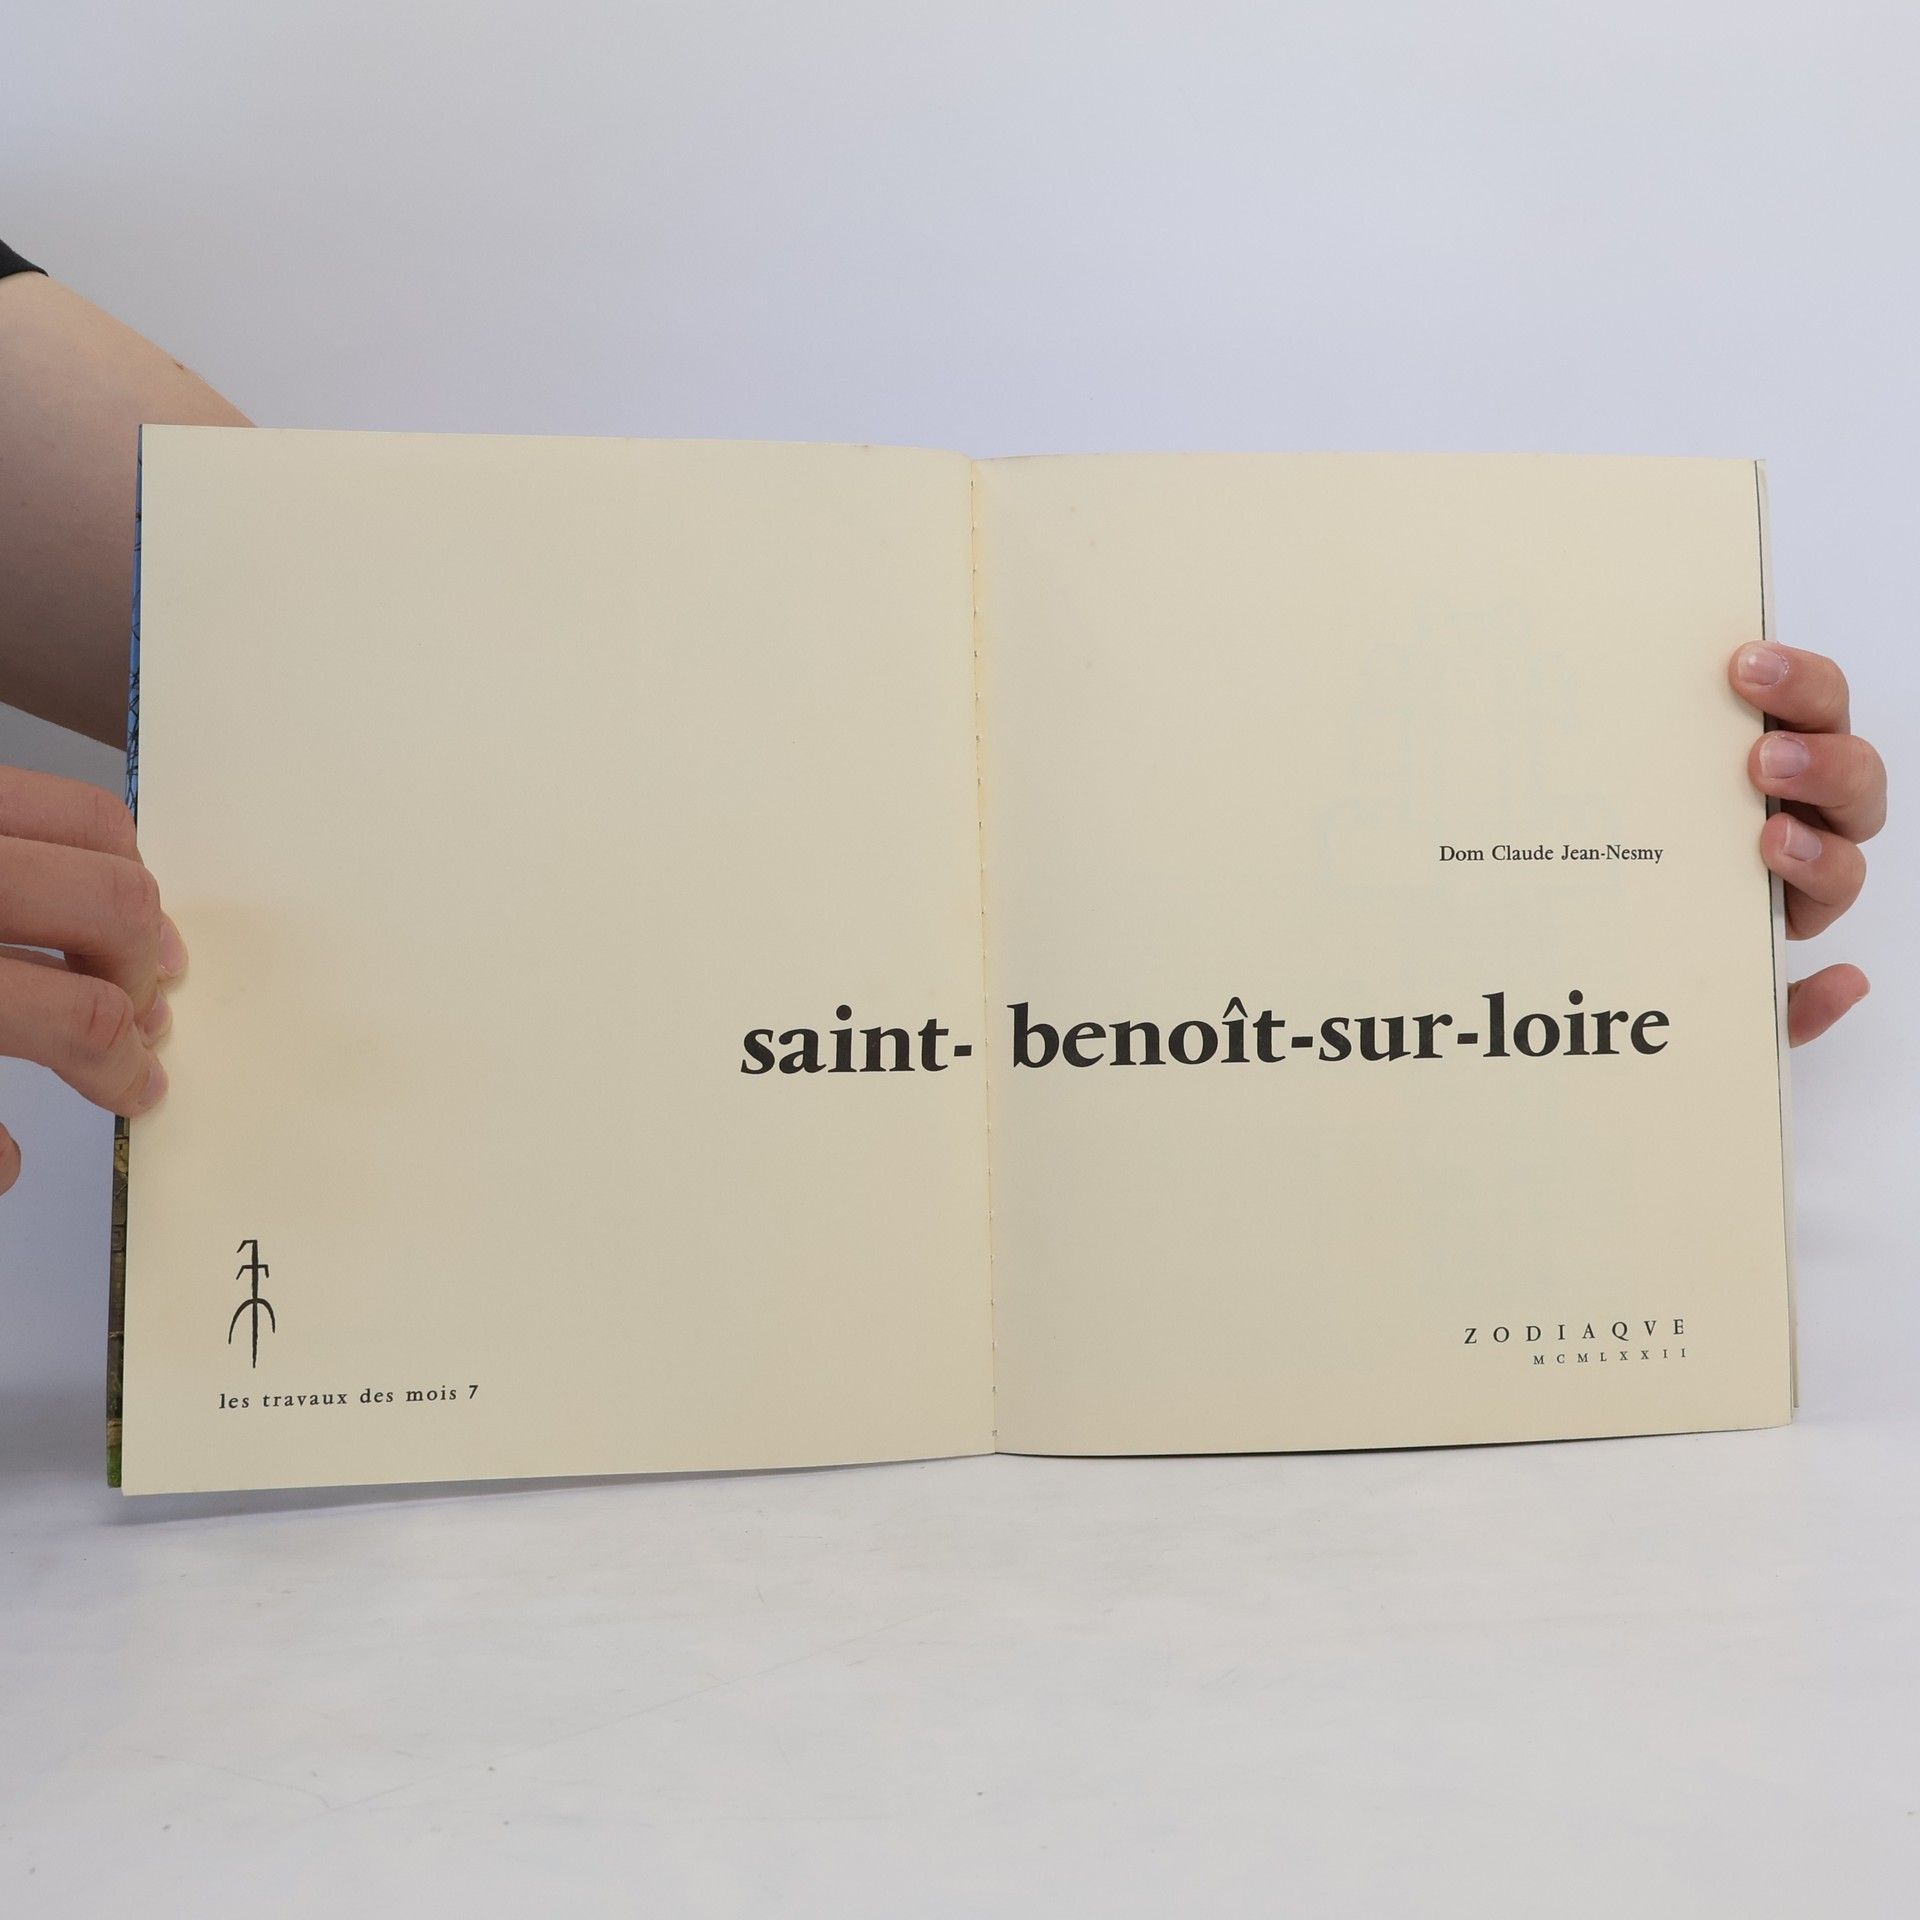 Dom Claude Jean-Nesmy
saint-benoît-sur-loire
les travaux des mois 7
ZODIAQVE
MCMLXXII